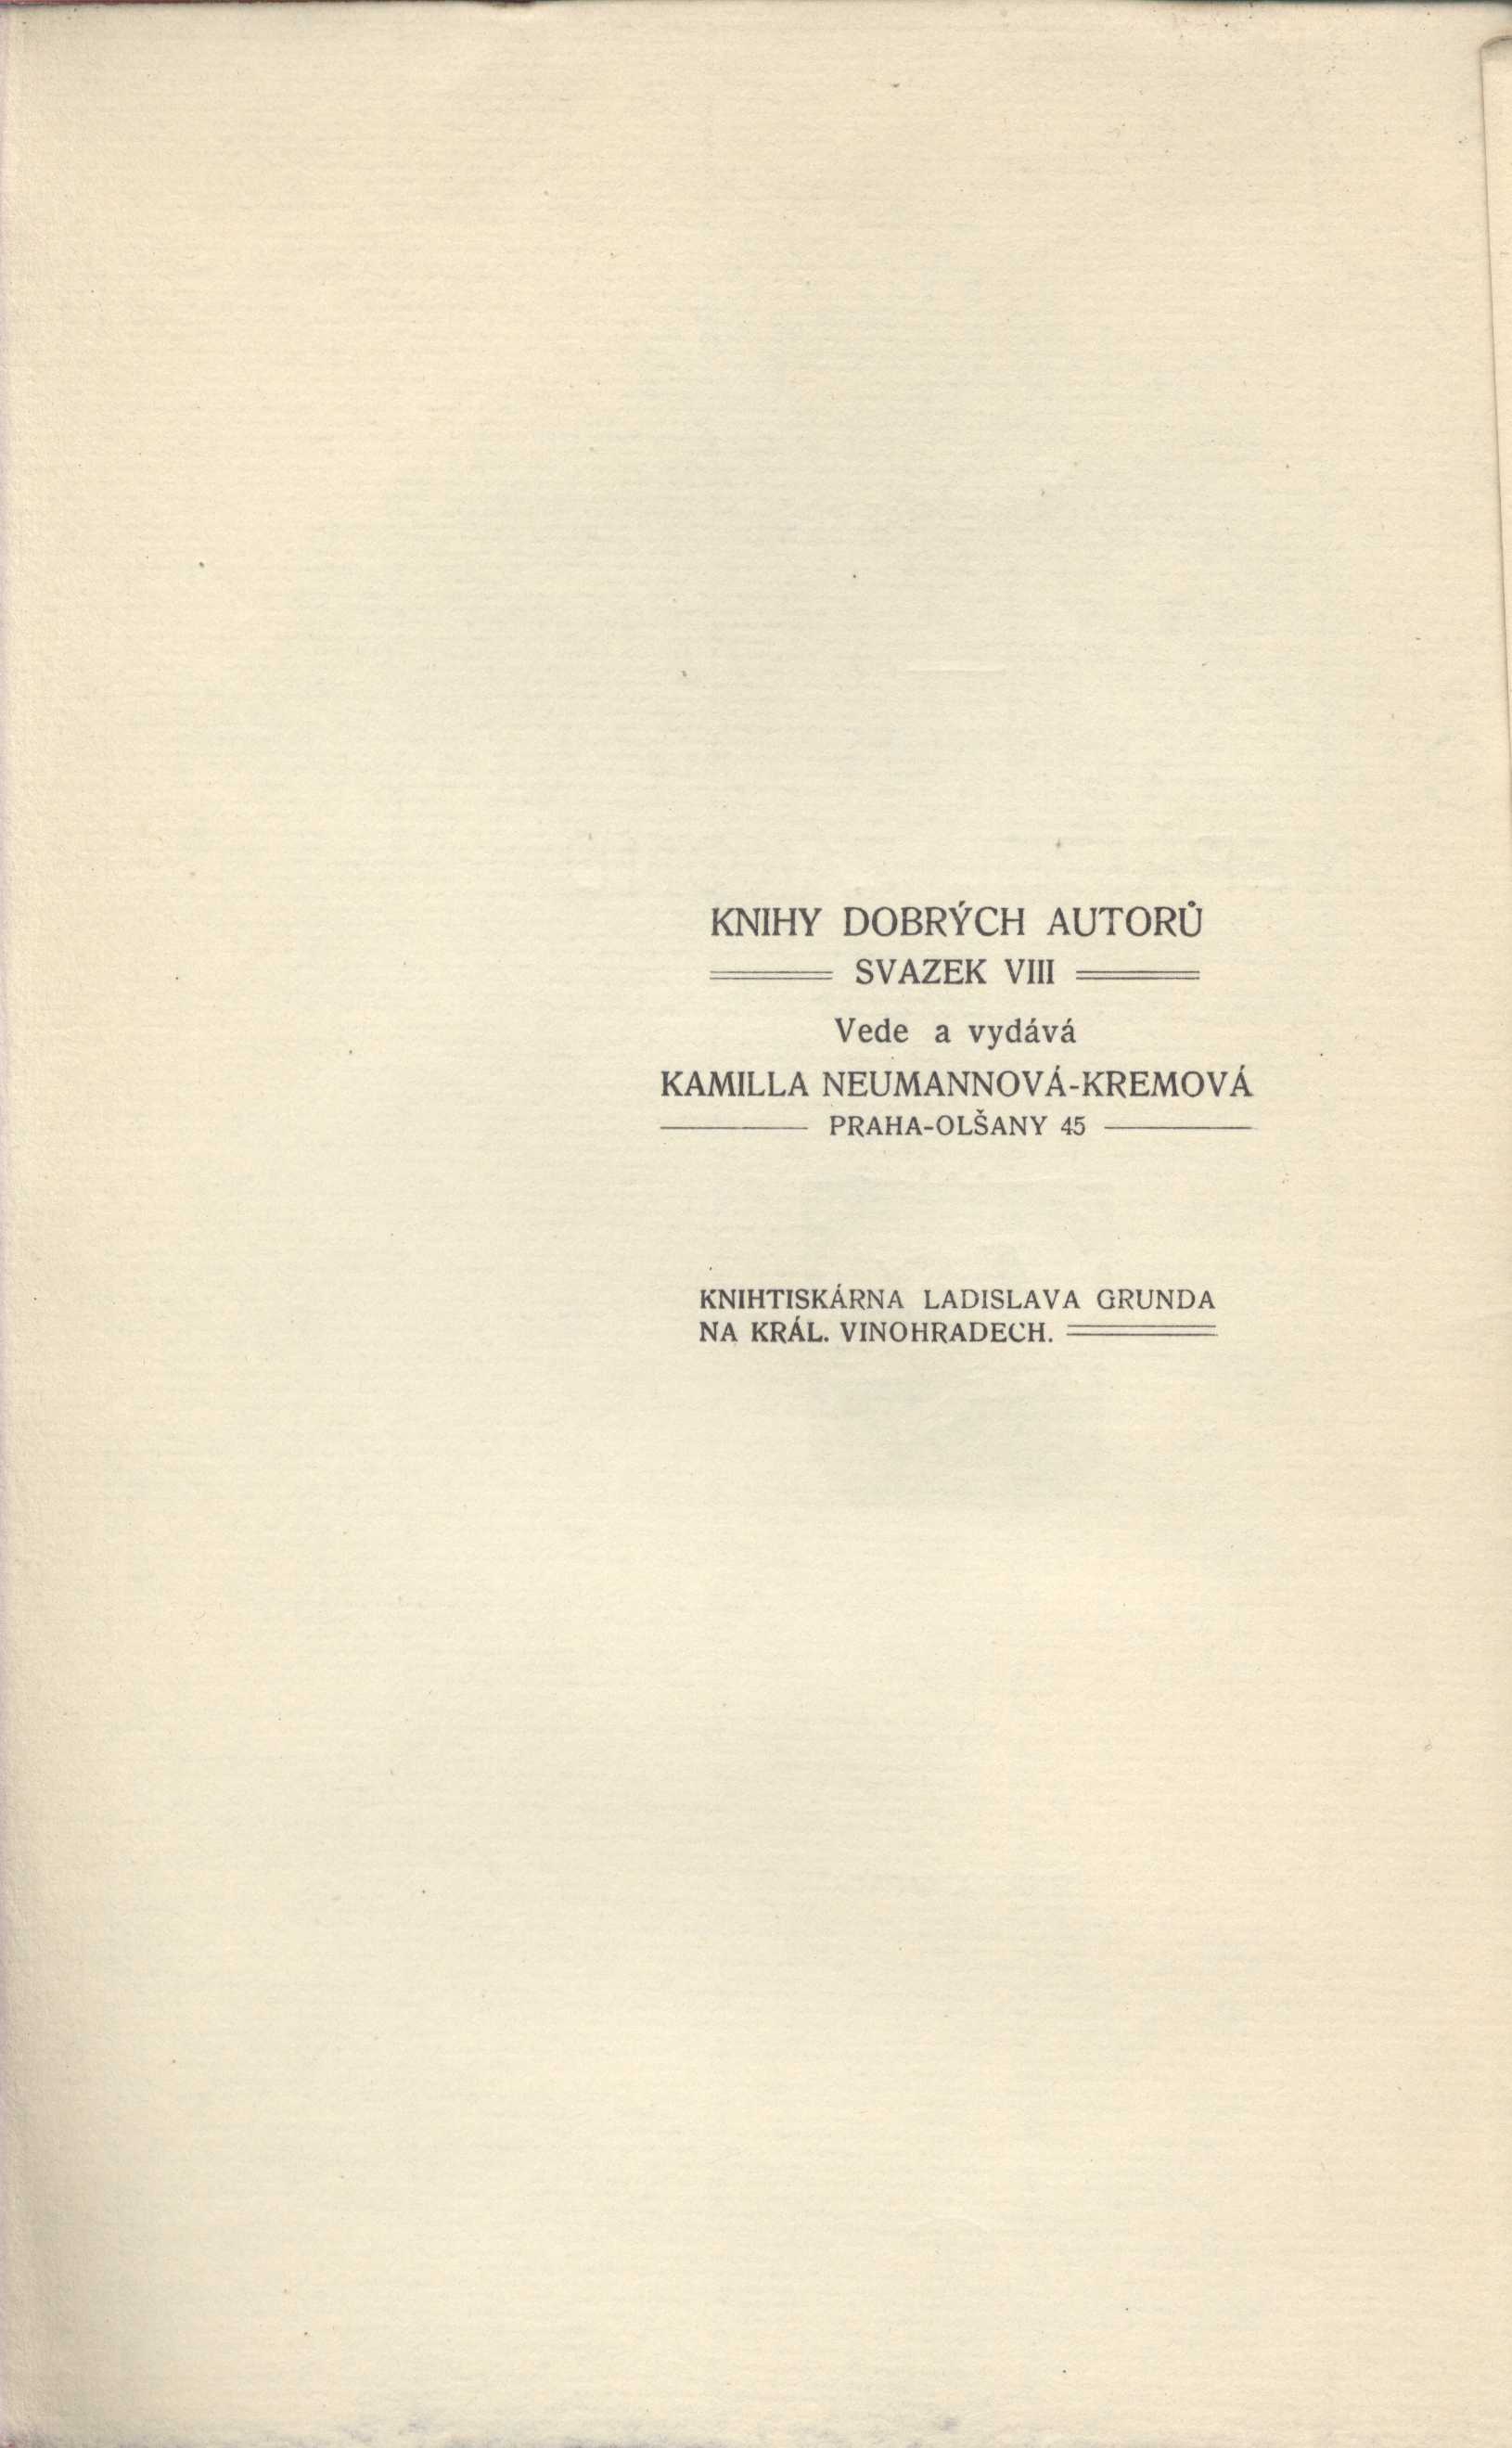 KNIHY DOBRÝCH AUTORŮ
SVAZEK VIII
Vede a vydává
KAMILLA NEUMANNOVÁ-KREMOVÁ
PRAHA-OLŠANY 45
KNIHTISKÁRNA LADISLAVA GRUNDA
NA KRÁL. VINOHRADECH.